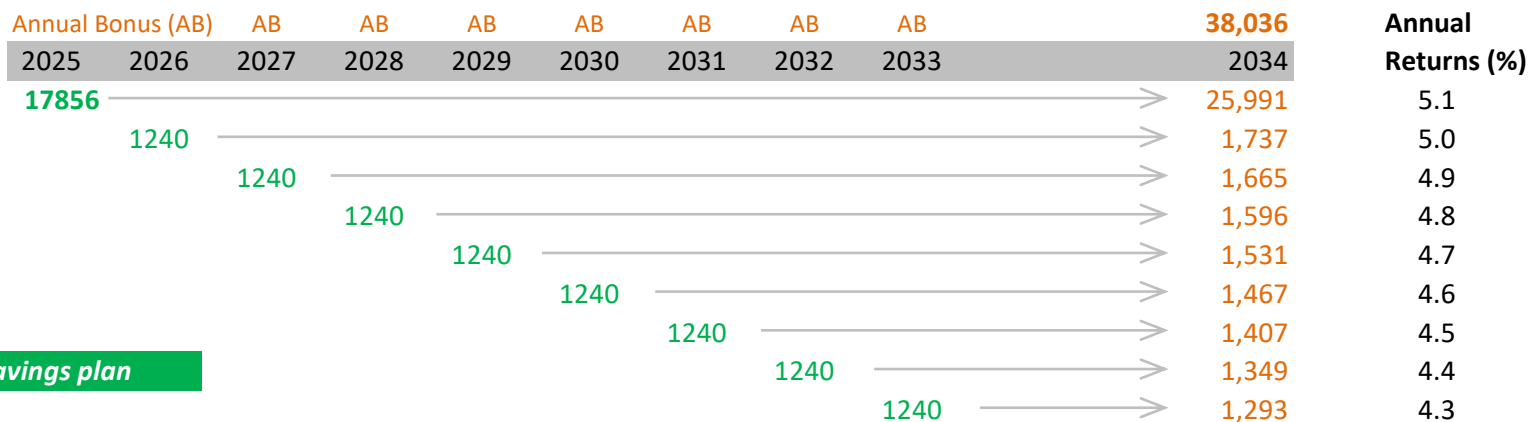 Annual Bonus (AB) AB AB AB AB AB AB AB 38,036 Annual
2025 2026 2027 2028 2029 2030 2031 2032 2033 2034 Returns (%)
17856 25,991 5.1
1240 1,737 5.0
1240 1,665 4.9
1240 1,596 4.8
1240 1,531 4.7
1240 1,467 4.6
1240 1,407 4.5
avings plan 1240 1,349 4.4
1240 1,293 4.3